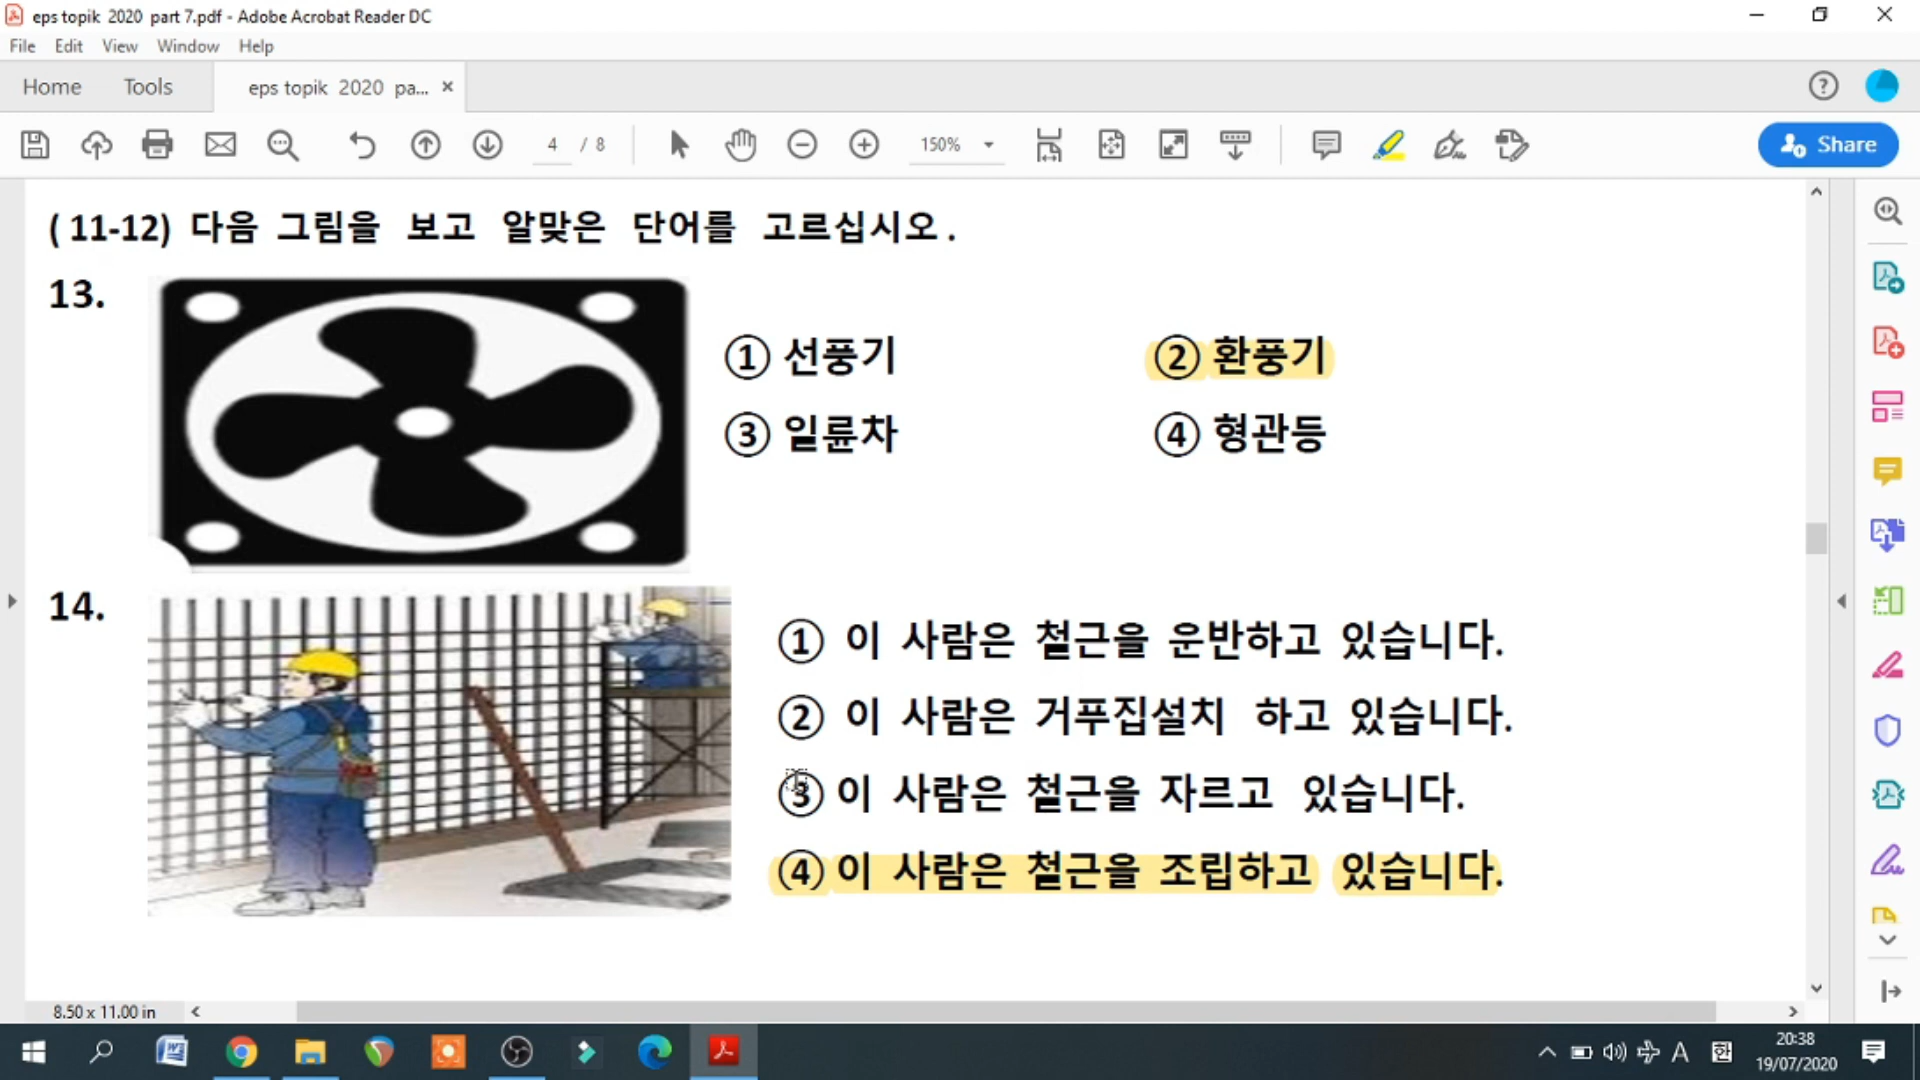 eps topik 2020 part 7.pdf - Adobe Acrobat Reader DC
File Edit View Window Help
Home Tools eps topik 2020 pa... ×
4 / 8 150% Share
( 11-12) 다음 그림을 보고 알맞은 단어를 고르십시오 .
13.
① 선풍기 ② 환풍기
③ 일륜차 ④ 형관등
14.
① 이 사람은 철근을 운반하고 있습니다.
② 이 사람은 거푸집설치 하고 있습니다.
③ 이 사람은 철근을 자르고 있습니다.
④ 이 사람은 철근을 조립하고 있습니다.
8.50 x 11.00 in
A 한 20:38
19/07/2020